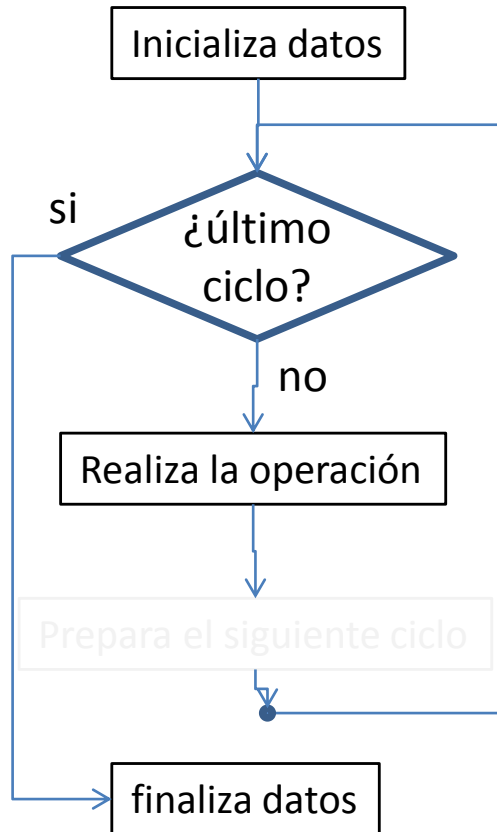 Inicializa datos
si
¿último
ciclo?
no
Realiza la operación
Prepara el siguiente ciclo
finaliza datos